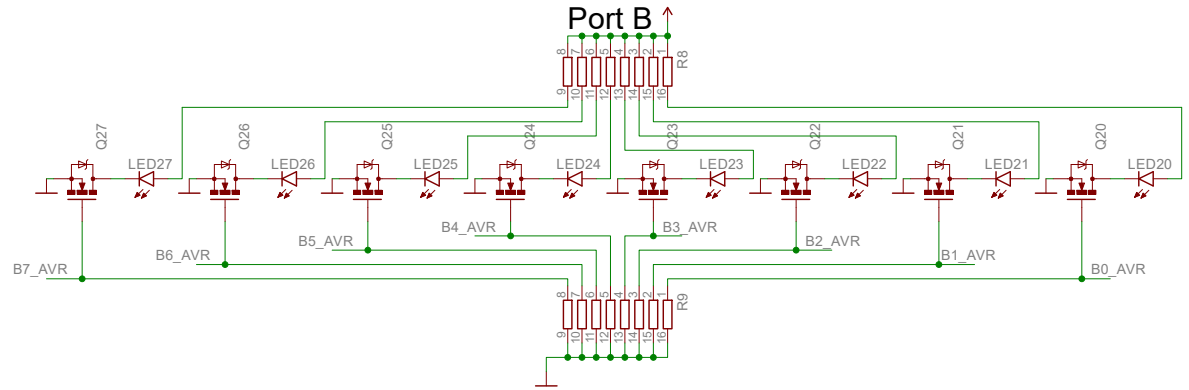 Port B
8 7 6 5 4 3 2 1
R8
9 10 11 12 13 14 15 16
Q27 Q26 Q25 Q24 Q23 Q22 Q21 Q20
LED27 LED26 LED25 LED24 LED23 LED22 LED21 LED20
B4_AVR B3_AVR
B5_AVR B2_AVR
B6_AVR B1_AVR
B7_AVR B0_AVR
8 7 6 5 4 3 2 1
R9
9 10 11 12 13 14 15 16